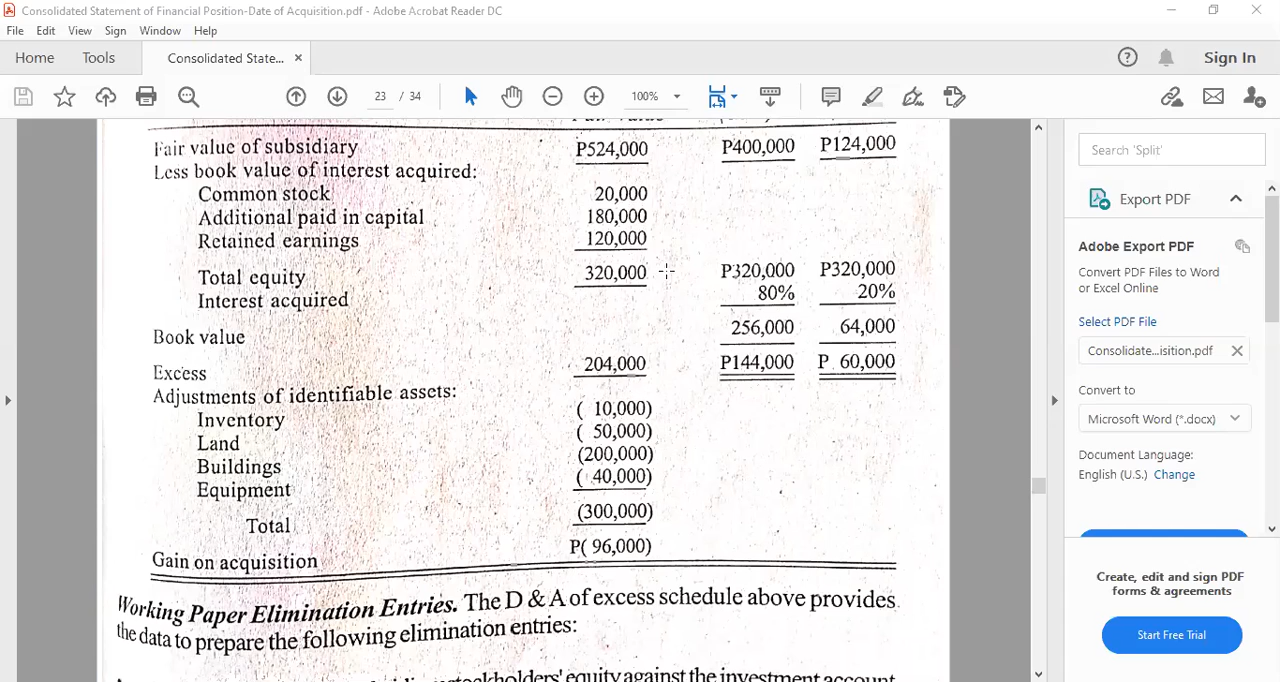 Consolidated Statement of Financial Position-Date of Acquisition.pdf - Adobe Acrobat Reader DC
File Edit View Sign Window Help
Home Tools Consolidated State... × Sign In
23 / 34 100%
Fair value of subsidiary P524,000 P400,000 P124,000
Less book value of interest acquired:
Common stock 20,000
Additional paid in capital 180,000
Retained earnings 120,000
Total equity 320,000 P320,000 P320,000
Interest acquired 80% 20%
Book value 256,000 64,000
Excess 204,000 P144,000 P 60,000
Adjustments of identifiable assets:
Inventory ( 10,000)
Land ( 50,000)
Buildings (200,000)
Equipment ( 40,000)
Total (300,000)
Gain on acquisition P( 96,000)
Working Paper Elimination Entries. The D & A of excess schedule above provides
the data to prepare the following elimination entries:
stockholders' equity against the investment account
Search 'Split'
Export PDF
Adobe Export PDF
Convert PDF Files to Word
or Excel Online
Select PDF File
Consolidate...isition.pdf
Convert to
Microsoft Word (*.docx)
Document Language:
English (U.S.) Change
Create, edit and sign PDF
forms & agreements
Start Free Trial